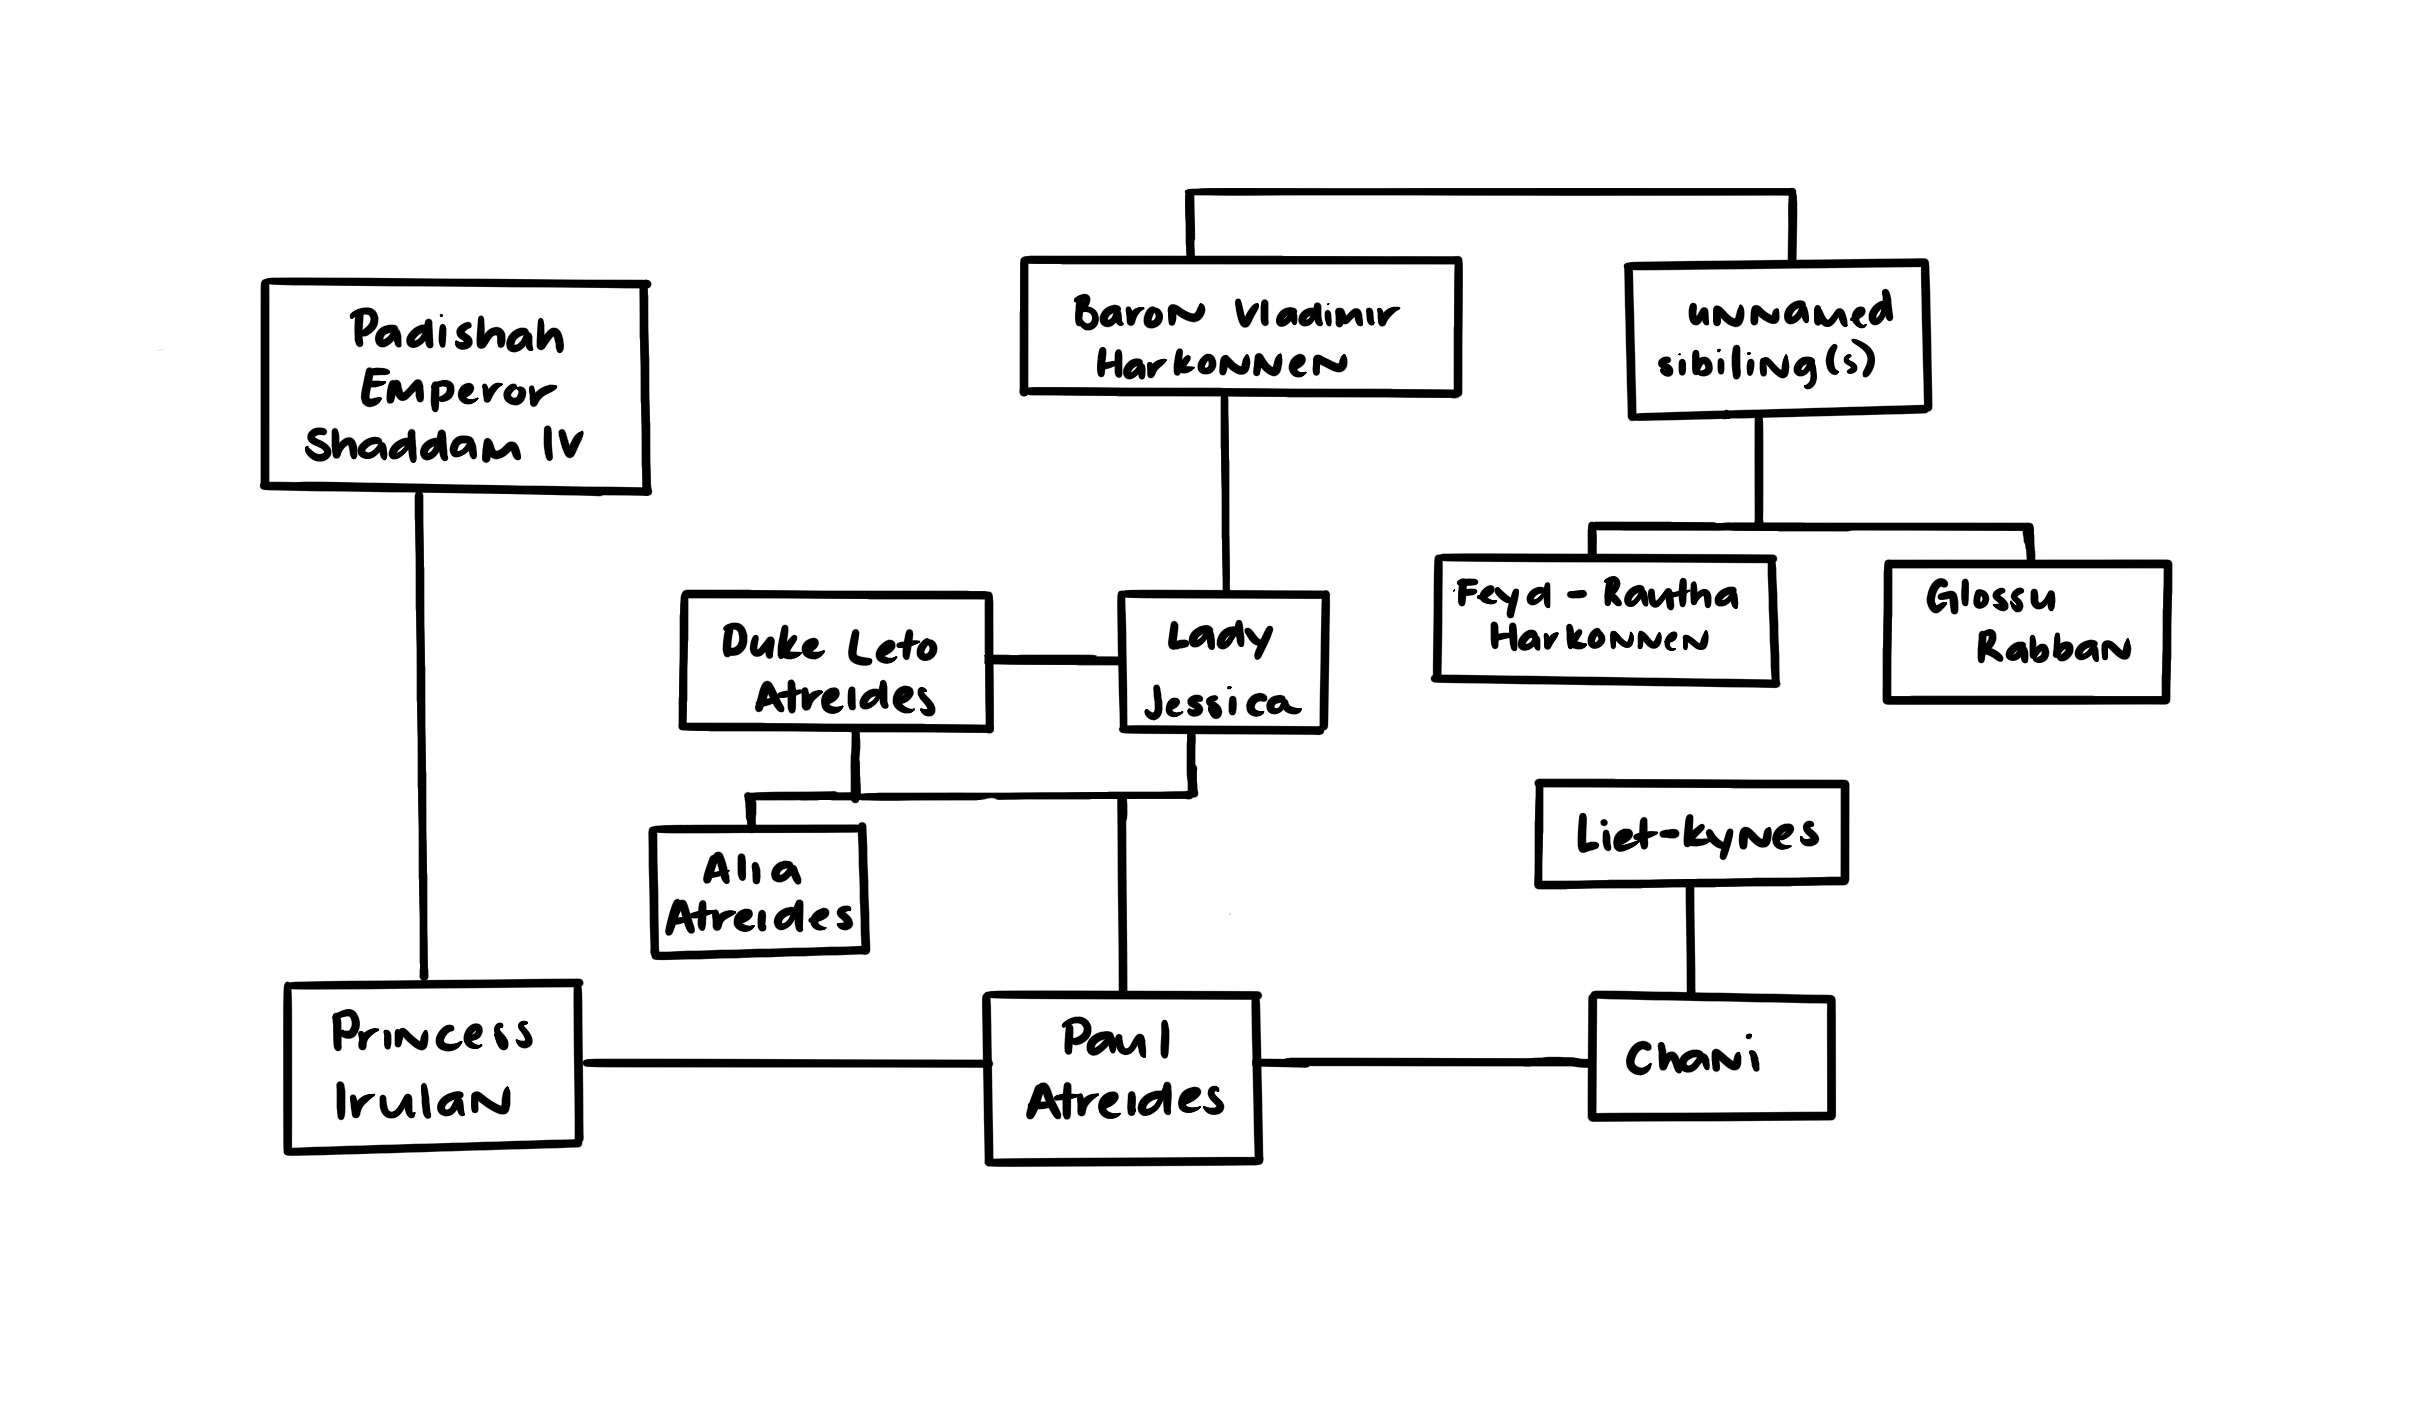 Padishah
Emperor
Shaddam IV
Baron Vladimir
Harkonnen
unnamed
sibiling(s)
Duke Leto
Atreides
Lady
Jessica
Feyd - Rautha
Harkonnen
Glossu
Rabban
Alia
Atreides
Liet-kynes
Princess
Irulan
Paul
Atreides
Chani